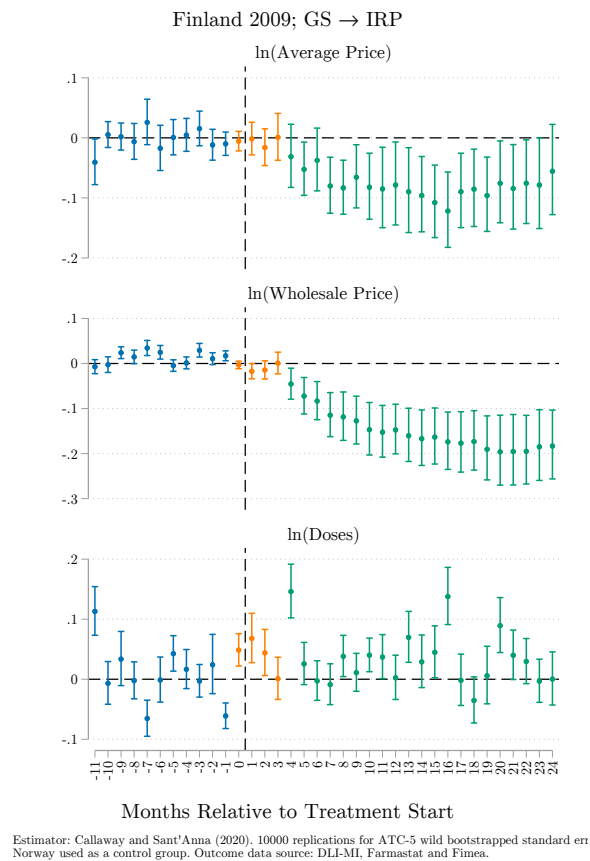 Finland 2009; GS → IRP
ln(Average Price)
.1
0
-.1
-.2
ln(Wholesale Price)
.1
0
-.1
-.2
-.3
ln(Doses)
.2
.1
0
-.1
-11 -10 -9 -8 -7 -6 -5 -4 -3 -2 -1 0 1 2 3 4 5 6 7 8 9 10 11 12 13 14 15 16 17 18 19 20 21 22 23 24
Months Relative to Treatment Start
Estimator: Callaway and Sant'Anna (2020). 10000 replications for ATC-5 wild bootstrapped standard err
Norway used as a control group. Outcome data source: DLI-MI, Farmastat and Fimea.